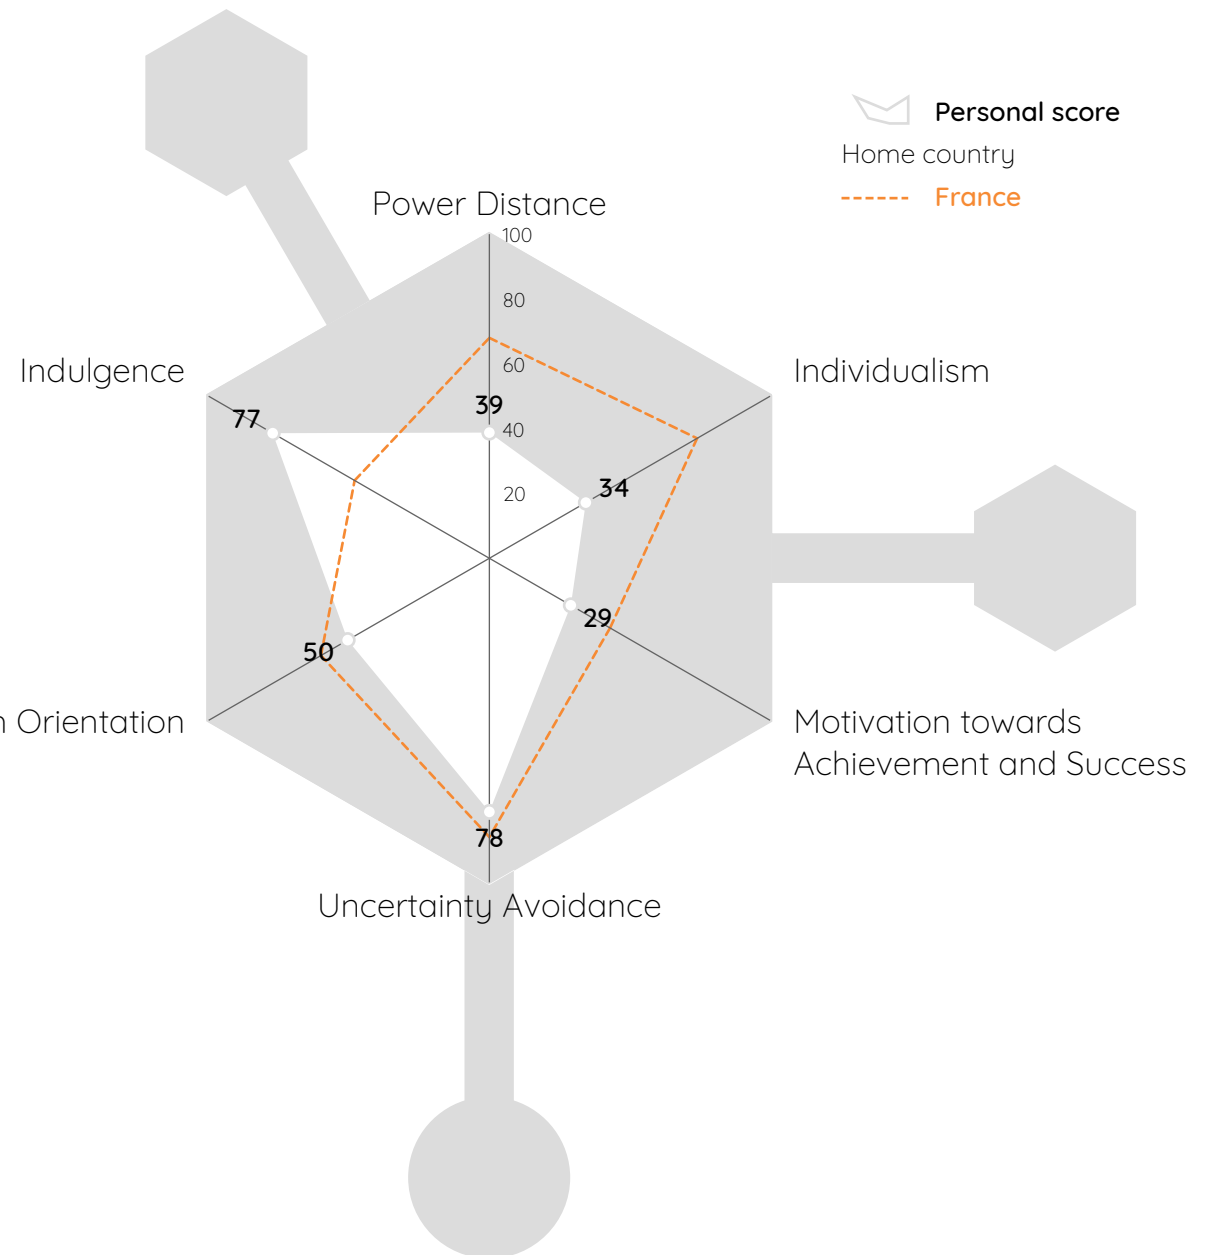 Personal score
Home country
France
Power Distance
100
80
60
39
40
20
Indulgence
77
Individualism
34
29
50
Orientation
Motivation towards
Achievement and Success
78
Uncertainty Avoidance